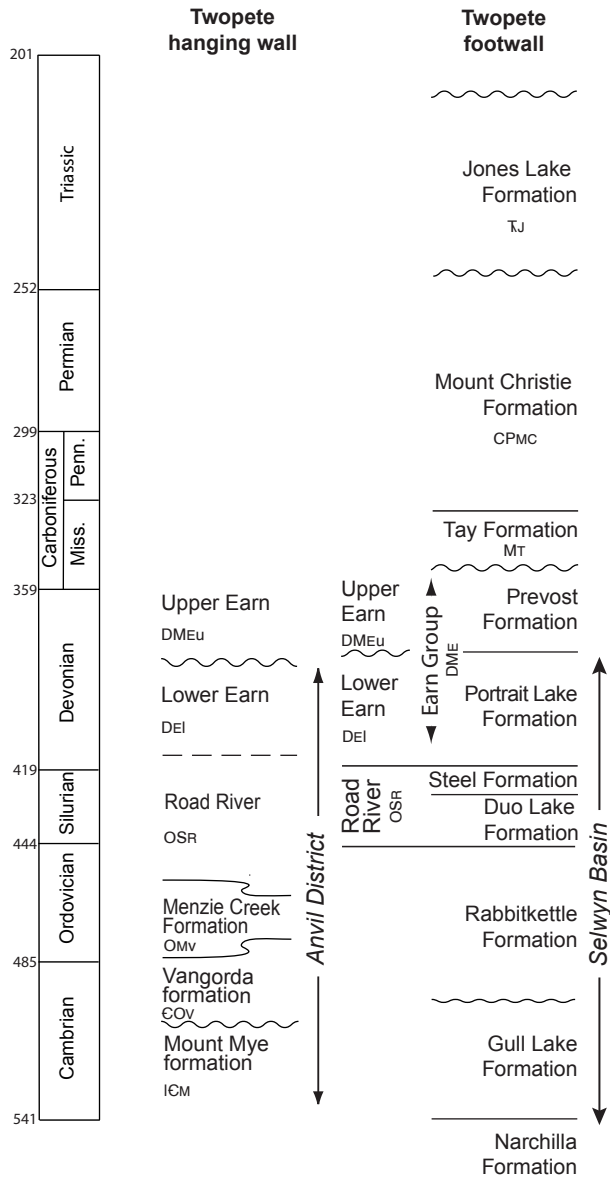 Twopete
hanging wall
Twopete
footwall
201
Triassic
252
Permian
299
Carboniferous
Penn.
323
Miss.
359
Devonian
419
Silurian
444
Ordovician
485
Cambrian
541
Upper Earn
DMEu
Lower Earn
DEl
Road River
OSR
Menzie Creek
Formation
OMv
Vangorda
formation
ЄOv
Mount Mye
formation
lЄM
Anvil District
Upper
Earn
DMEu
Lower
Earn
DEl
Earn Group
DME
Road
River
OSR
Jones Lake
Formation
TrJ
Mount Christie
Formation
CPMC
Tay Formation
MT
Prevost
Formation
Portrait Lake
Formation
Steel Formation
Duo Lake
Formation
Rabbitkettle
Formation
Gull Lake
Formation
Narchilla
Formation
Selwyn Basin